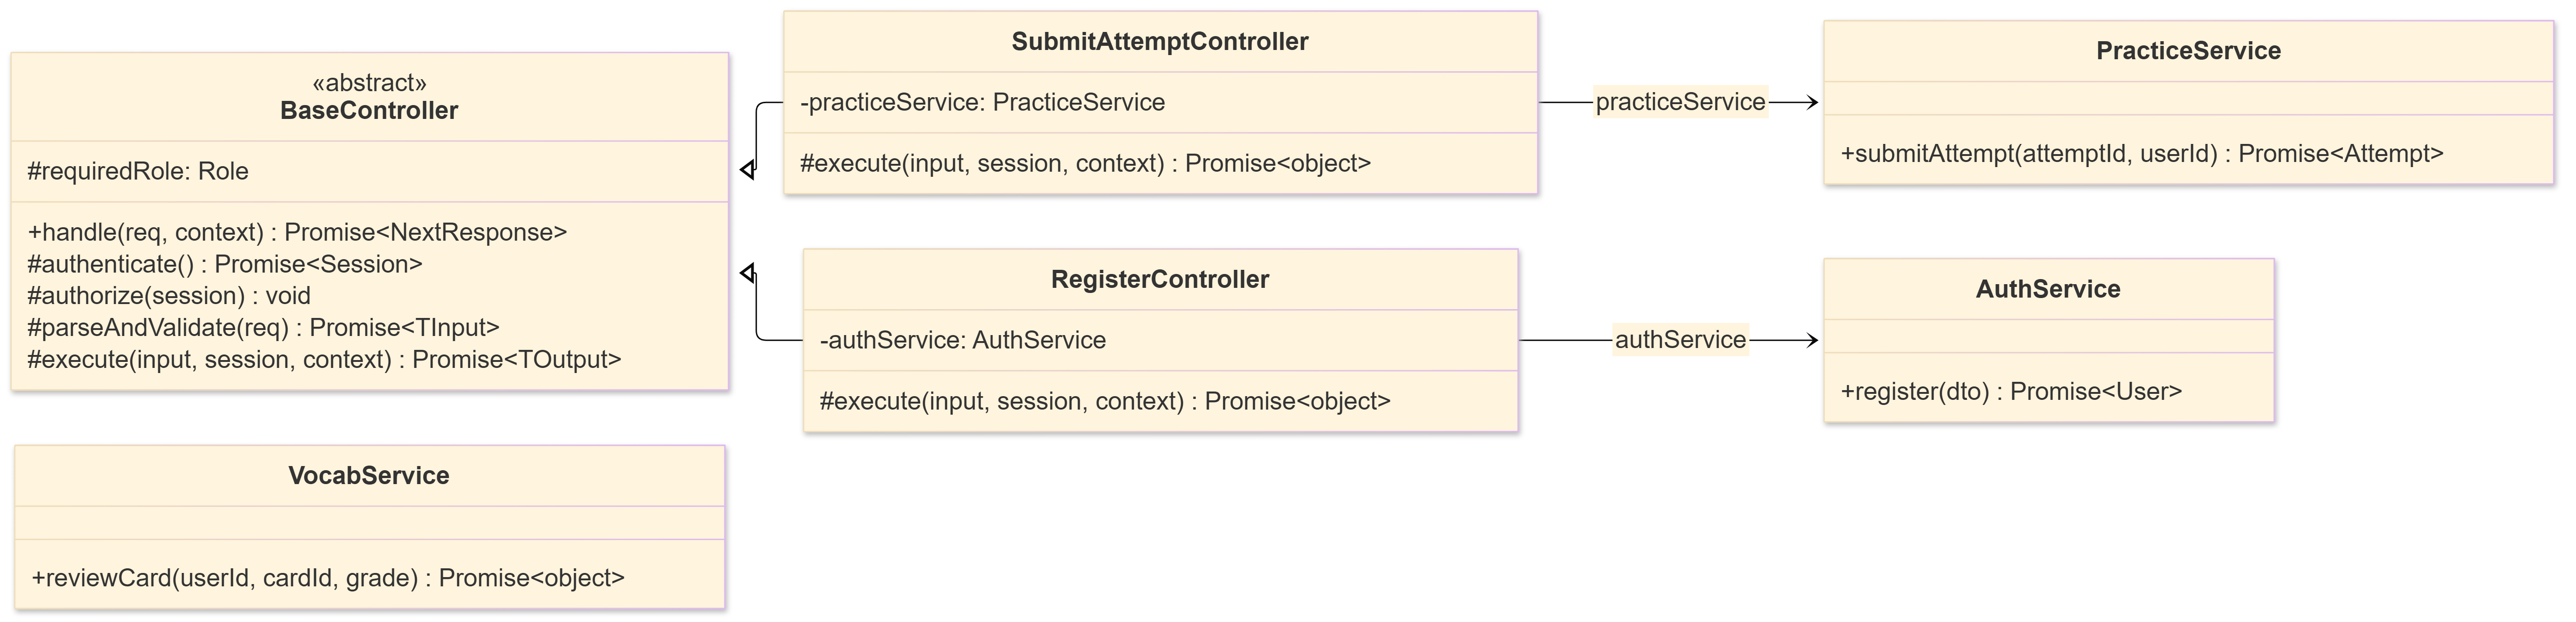 «abstract»
BaseController
#requiredRole: Role
+handle(req, context) : Promise<NextResponse>
#authenticate() : Promise<Session>
#authorize(session) : void
#parseAndValidate(req) : Promise<TInput>
#execute(input, session, context) : Promise<TOutput>
SubmitAttemptController
-practiceService: PracticeService
#execute(input, session, context) : Promise<object>
practiceService
PracticeService
+submitAttempt(attemptId, userId) : Promise<Attempt>
RegisterController
-authService: AuthService
#execute(input, session, context) : Promise<object>
authService
AuthService
+register(dto) : Promise<User>
VocabService
+reviewCard(userId, cardId, grade) : Promise<object>